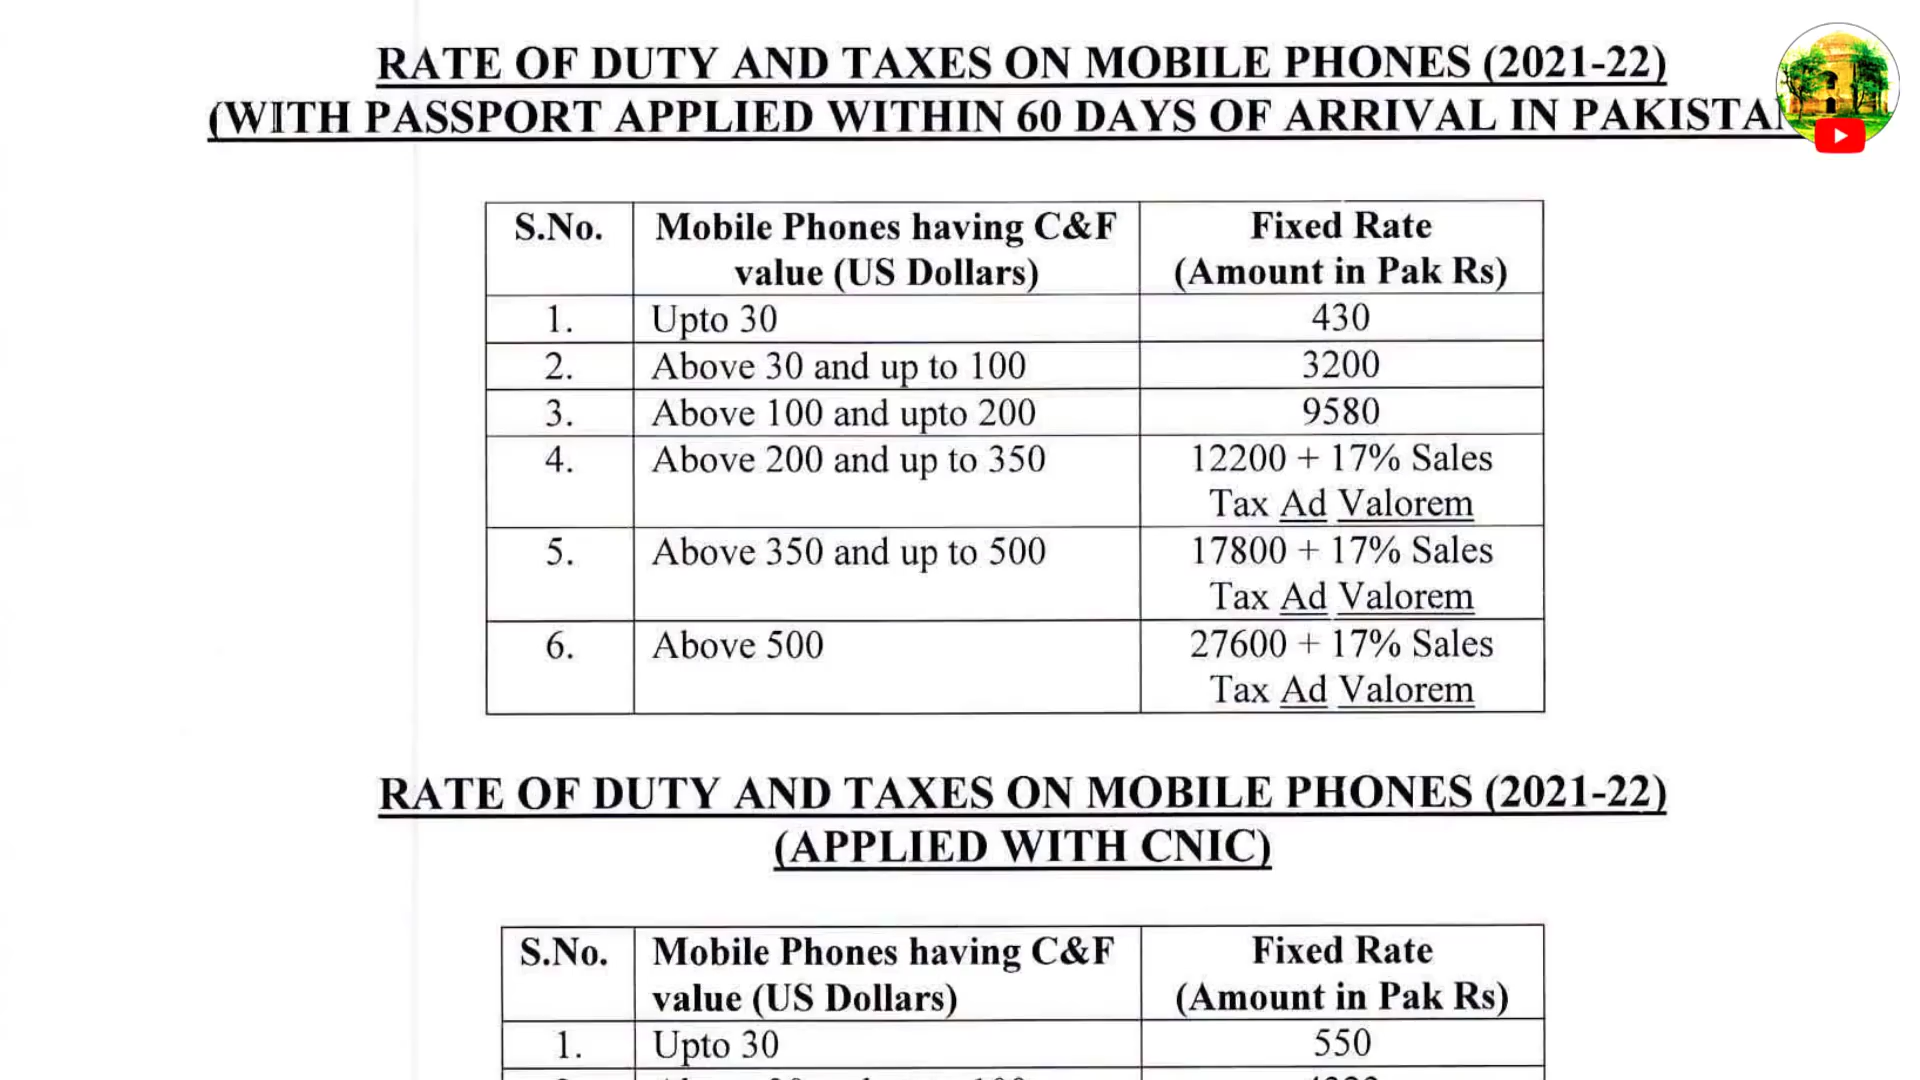 RATE OF DUTY AND TAXES ON MOBILE PHONES (2021-22)
(WITH PASSPORT APPLIED WITHIN 60 DAYS OF ARRIVAL IN
S.No. Mobile Phones having C&F value (US Dollars) Fixed Rate (Amount in Pak Rs)
1. Upto 30 430
2. Above 30 and up to 100 3200
3. Above 100 and upto 200 9580
4. Above 200 and up to 350 12200 + 17% Sales
Tax Ad Valorem
5. Above 350 and up to 500 17800 + 17% Sales
Tax Ad Valorem
6. Above 500 27600 + 17% Sales
Tax Ad Valorem
RATE OF DUTY AND TAXES ON MOBILE PHONES (2021-22)
(APPLIED WITH CNIC)
S.No. Mobile Phones having C&F value (US Dollars) Fixed Rate (Amount in Pak Rs)
1. Upto 30 550